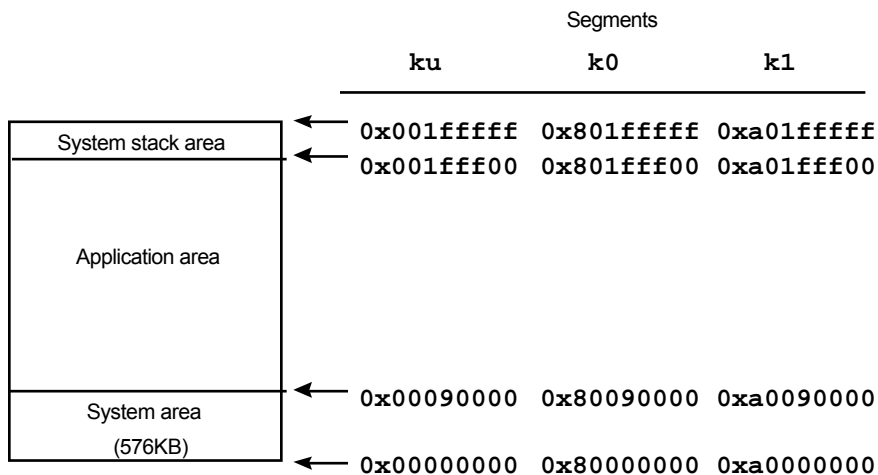 Segments
ku k0 k1
0x001fffff 0x801fffff 0xa01fffff
System stack area
0x001fff00 0x801fff00 0xa01fff00
Application area
0x00090000 0x80090000 0xa0090000
System area
(576KB)
0x00000000 0x80000000 0xa0000000